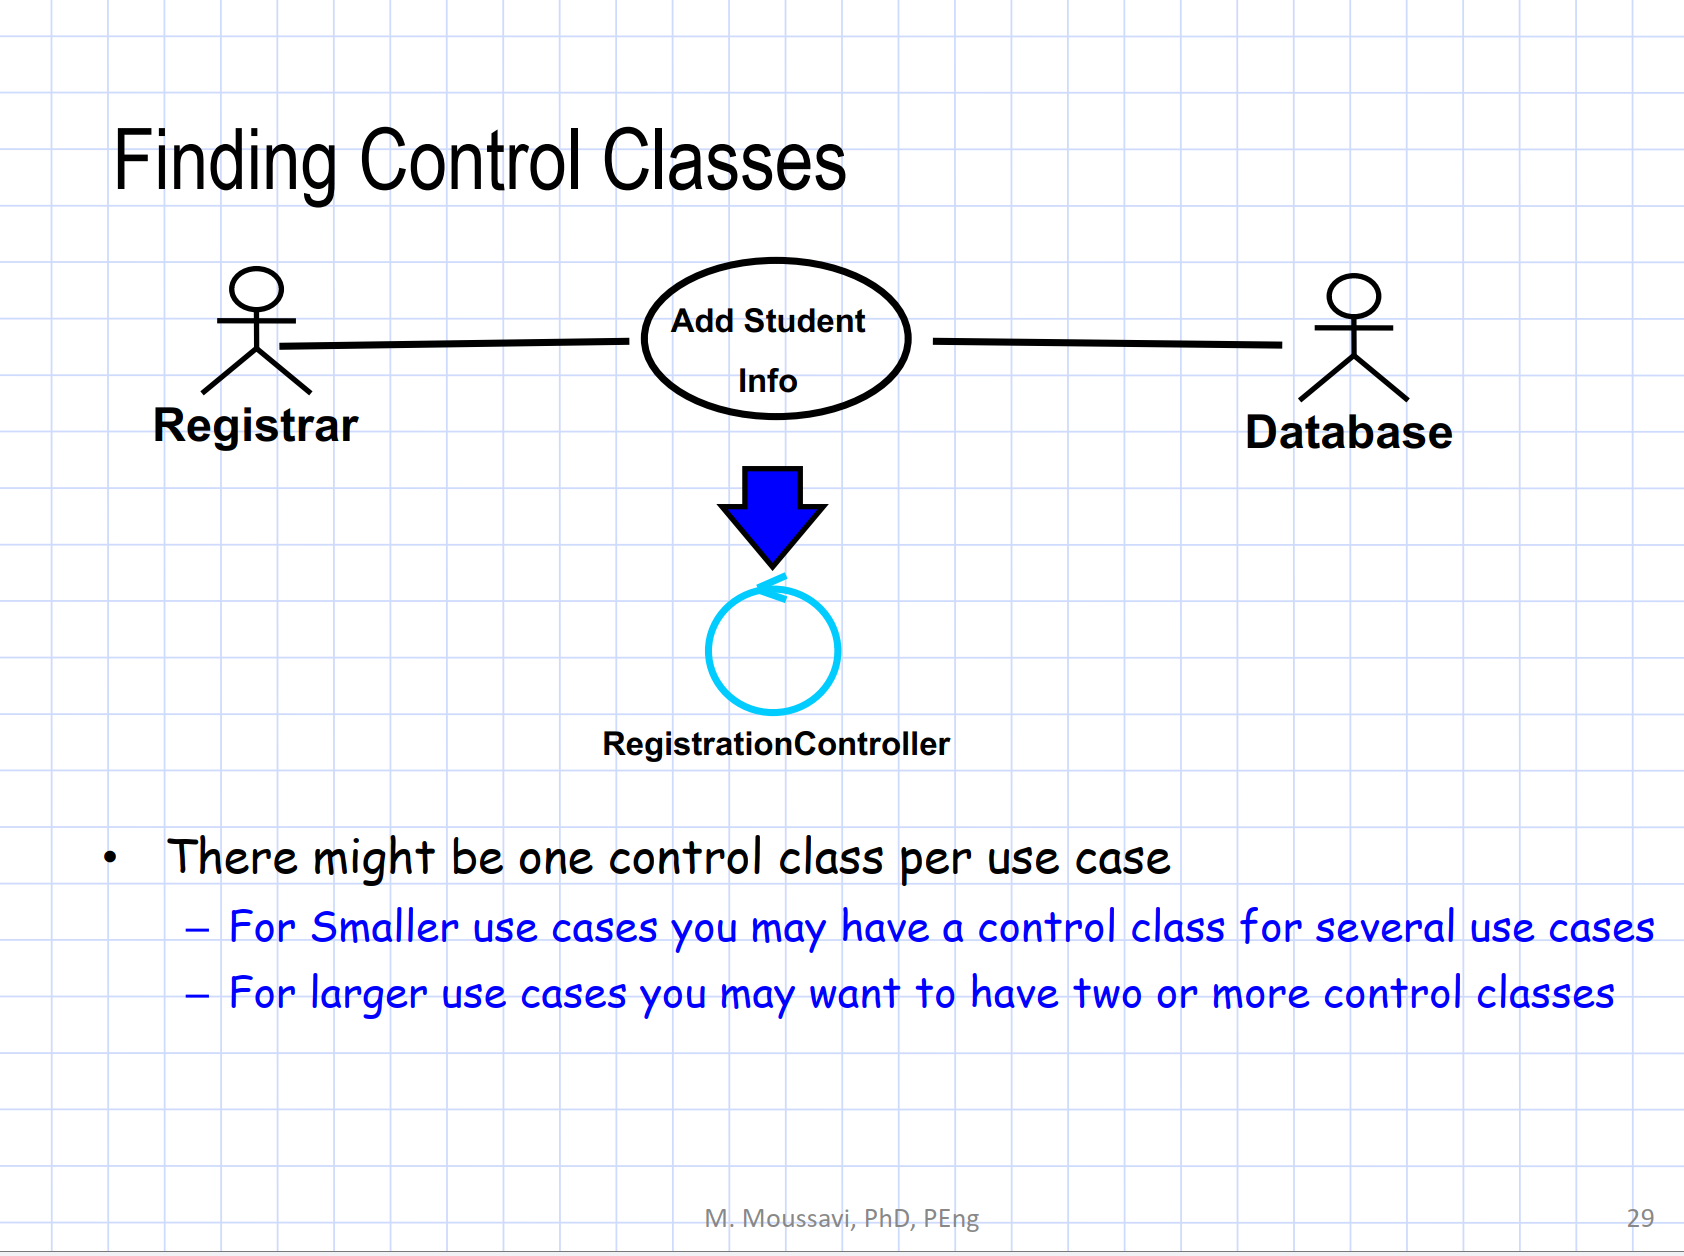 Finding Control Classes
Add Student
Info
Registrar
Database
RegistrationController
• There might be one control class per use case
– For Smaller use cases you may have a control class for several use cases
– For larger use cases you may want to have two or more control classes
M. Moussavi, PhD, PEng
29